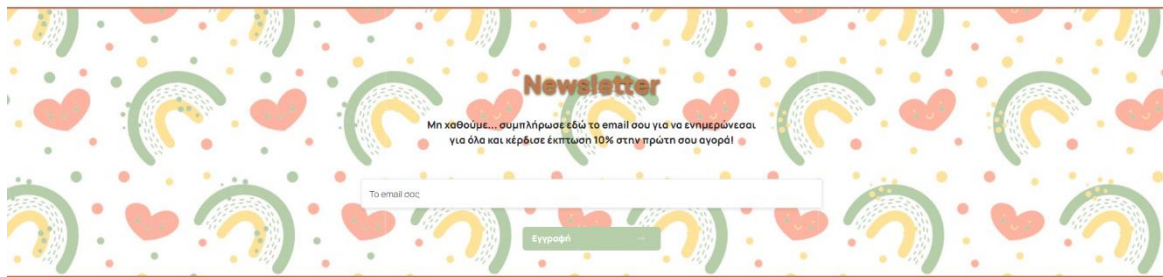 Newsletter
Μη χαθούμε... συμπλήρωσε εδώ το email σου για να ενημερώνεσαι
για όλα και κέρδισε έκπτωση 10% στην πρώτη σου αγορά!
Το email σας
Εγγραφή